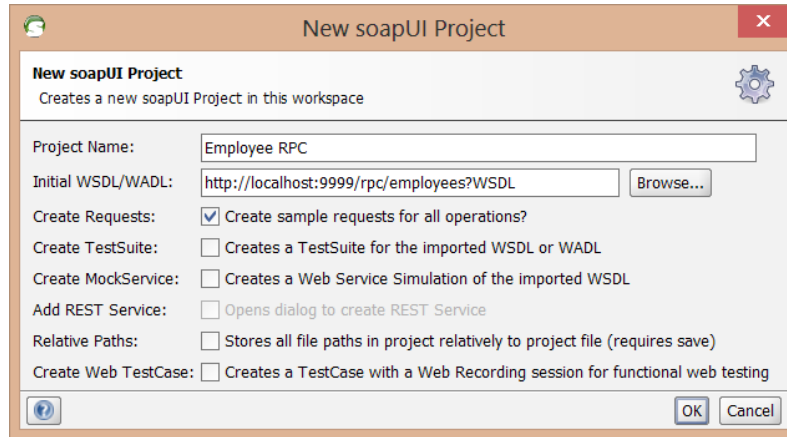 New soapUI Project
New soapUI Project
Creates a new soapUI Project in this workspace
Project Name: Employee RPC
Initial WSDL/WADL: http://localhost:9999/rpc/employees?WSDL Browse...
Create Requests: Create sample requests for all operations?
Create TestSuite: Creates a TestSuite for the imported WSDL or WADL
Create MockService: Creates a Web Service Simulation of the imported WSDL
Add REST Service: Opens dialog to create REST Service
Relative Paths: Stores all file paths in project relatively to project file (requires save)
Create Web TestCase: Creates a TestCase with a Web Recording session for functional web testing
OK Cancel